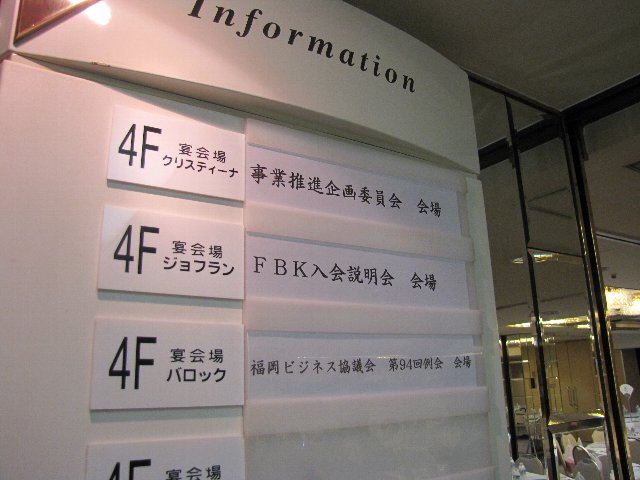 Information
4F 宴会場
クリスティーナ
事業推進企画委員会 会場
4F 宴会場
ジョフラン
FBK入会説明会 会場
4F 宴会場
バロック
福岡ビジネス協議会 第94回例会 会場
4F 宴会場